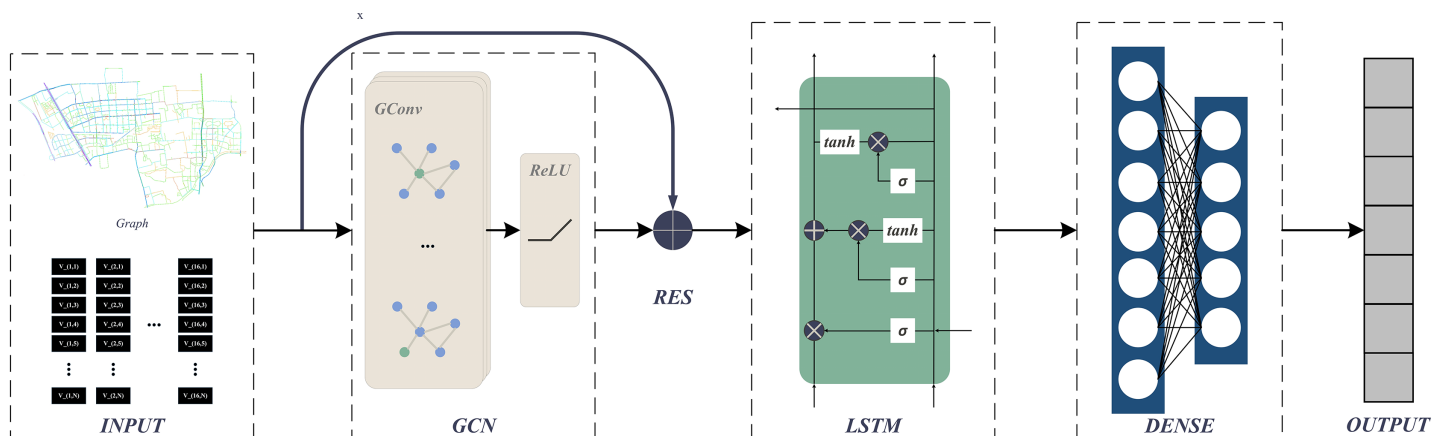 x
Graph
V_(1,1) V_(2,1) V_(16,1)
V_(1,2) V_(2,2) V_(16,2)
V_(1,3) V_(2,3) V_(16,3)
V_(1,4) V_(2,4) ... V_(16,4)
V_(1,5) V_(2,5) V_(16,5)
V_(1,N) V_(2,N) V_(16,N)
INPUT
GConv
...
ReLU
GCN
RES
tanh
σ
tanh
σ
σ
LSTM
DENSE
OUTPUT